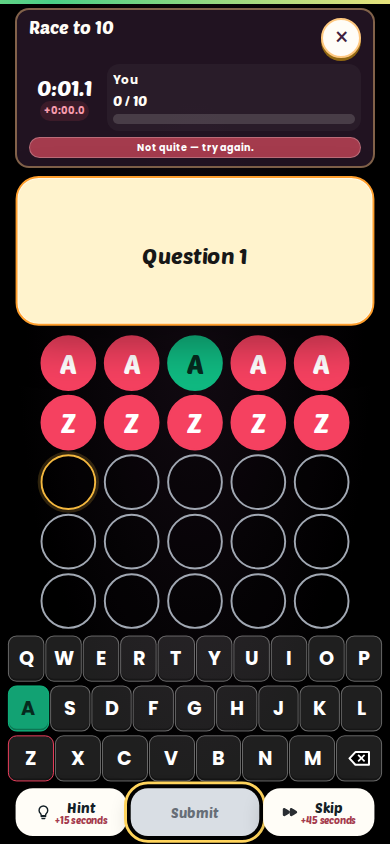 Race to 10
×
0:01.1
+0:00.0
You
0 / 10
Not quite — try again.
Question 1
A A A A A
Z Z Z Z Z
Q W E R T Y U I O P
A S D F G H J K L
Z X C V B N M
Hint
+15 seconds
Submit
Skip
+45 seconds